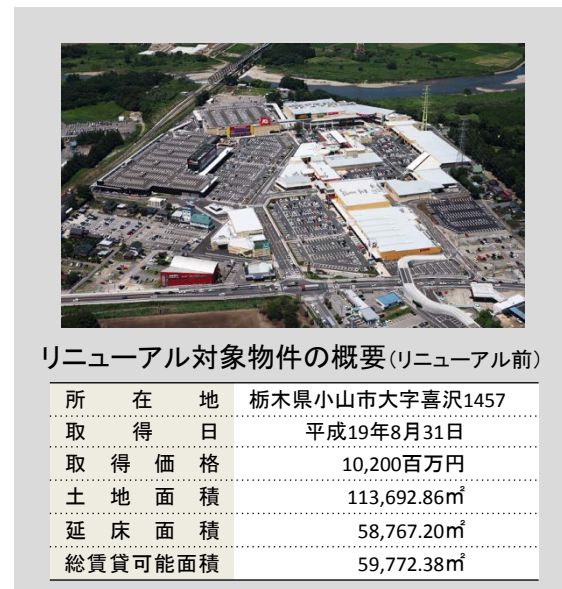 リニューアル対象物件の概要(リニューアル前)
所在地 栃木県小山市大字喜沢1457
取得日 平成19年8月31日
取得価格 10,200百万円
土地面積 113,692.86㎡
延床面積 58,767.20㎡
総賃貸可能面積 59,772.38㎡